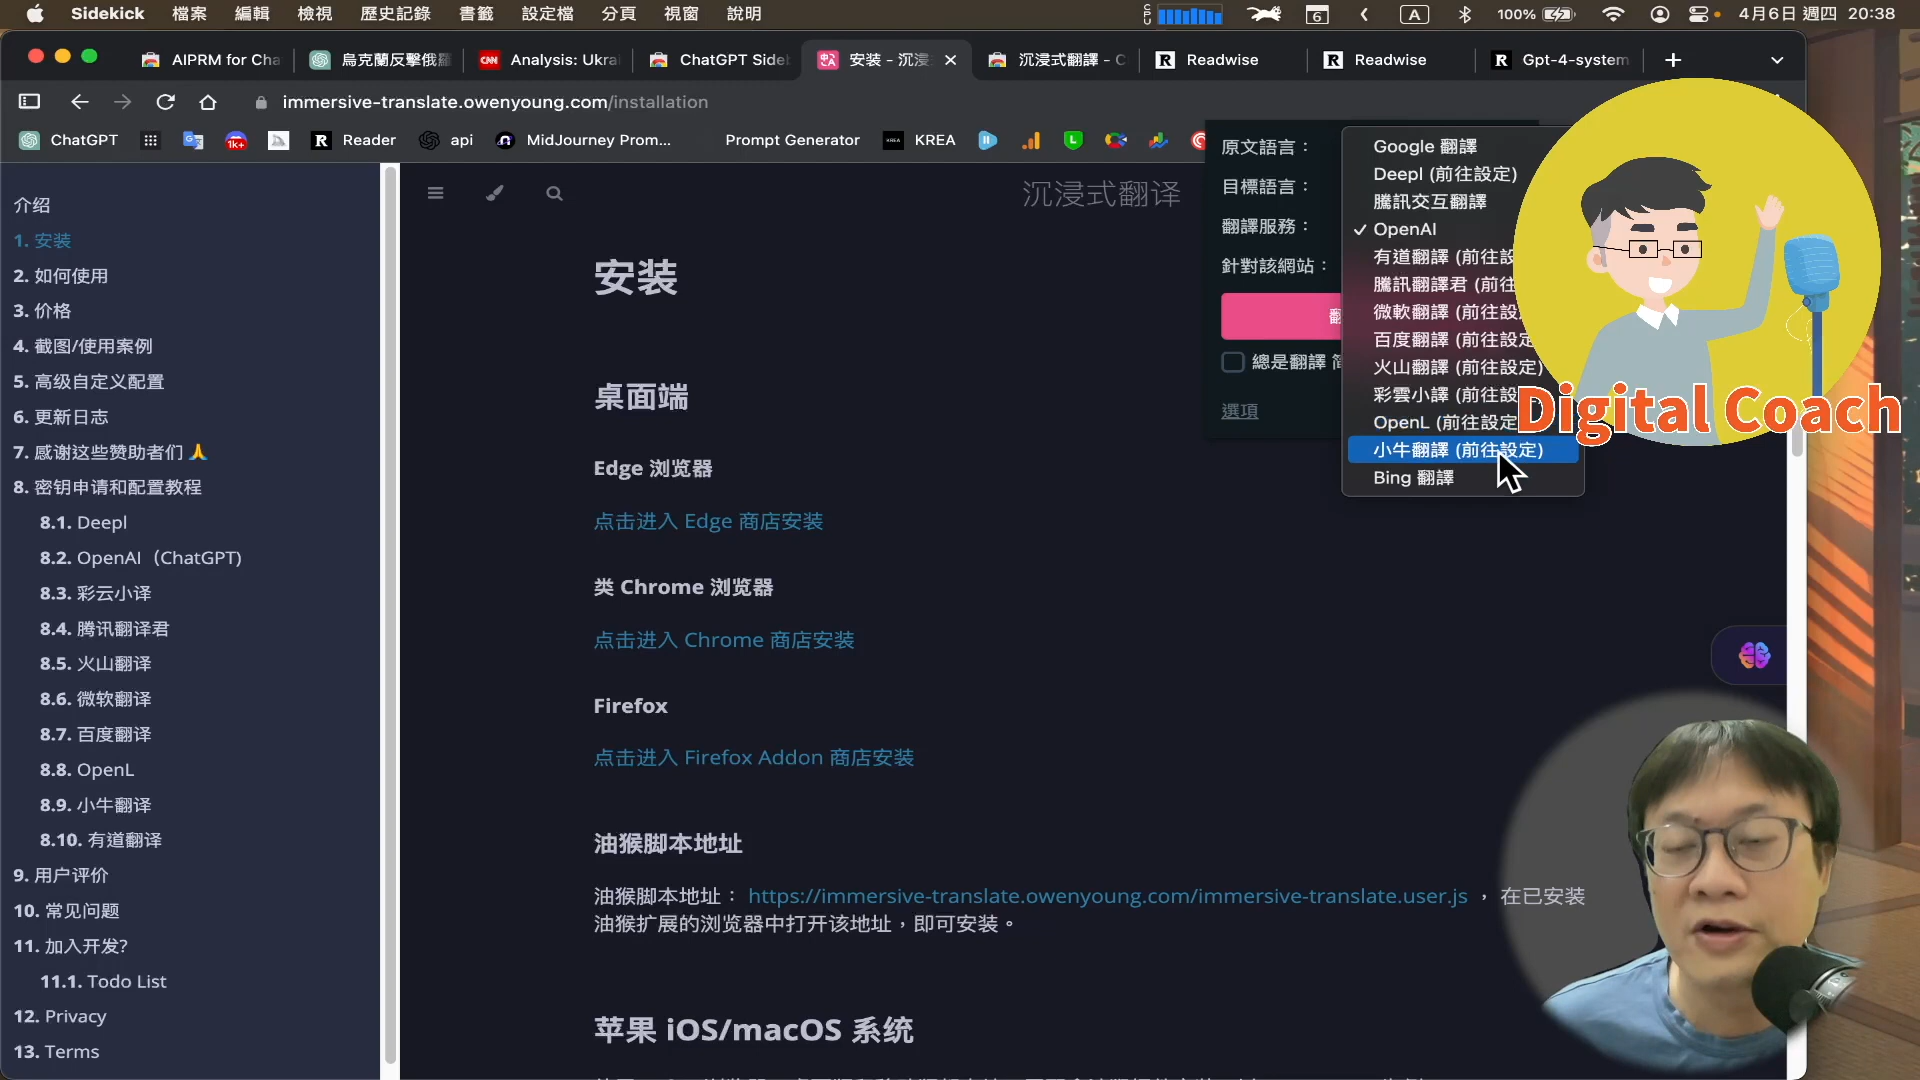 Sidekick 檔案 編輯 檢視 歷史記錄 書籤 設定檔 分頁 視窗 說明
CPU 6 A 100% 4月6日 週四 20:38
AIPRM for Cha
烏克蘭反擊俄羅
CNN Analysis: Ukrai
ChatGPT Side
安装 - 沉浸
沉浸式翻譯 - C
R Readwise
R Readwise
R Gpt-4-system
immersive-translate.owenyoung.com/installation
ChatGPT
1k+
R Reader
api
MidJourney Prom...
Prompt Generator
KREA KREA
介绍
1. 安装
2. 如何使用
3. 价格
4. 截图/使用案例
5. 高级自定义配置
6. 更新日志
7. 感谢这些赞助者们 🙏
8. 密钥申请和配置教程
8.1. Deepl
8.2. OpenAI（ChatGPT)
8.3. 彩云小译
8.4. 腾讯翻译君
8.5. 火山翻译
8.6. 微软翻译
8.7. 百度翻译
8.8. OpenL
8.9. 小牛翻译
8.10. 有道翻译
9. 用户评价
10. 常见问题
11. 加入开发?
11.1. Todo List
12. Privacy
13. Terms
沉浸式翻译
安装
桌面端
Edge 浏览器
点击进入 Edge 商店安装
类 Chrome 浏览器
点击进入 Chrome 商店安装
Firefox
点击进入 Firefox Addon 商店安装
油猴脚本地址
油猴脚本地址： https://immersive-translate.owenyoung.com/immersive-translate.user.js ， 在已安装
油猴扩展的浏览器中打开该地址，即可安装。
苹果 iOS/macOS 系统
原文語言：
目標語言：
翻譯服務：
針對該網站：
總是翻譯 简
選項
Google 翻譯
Deepl (前往設定)
騰訊交互翻譯
✓ OpenAI
有道翻譯 (前往設
騰訊翻譯君 (前往
微軟翻譯 (前往設
百度翻譯 (前往設定
火山翻譯 (前往設定)
彩雲小譯 (前往設
OpenL (前往設定
小牛翻譯 (前往設定)
Bing 翻譯
Digital Coach